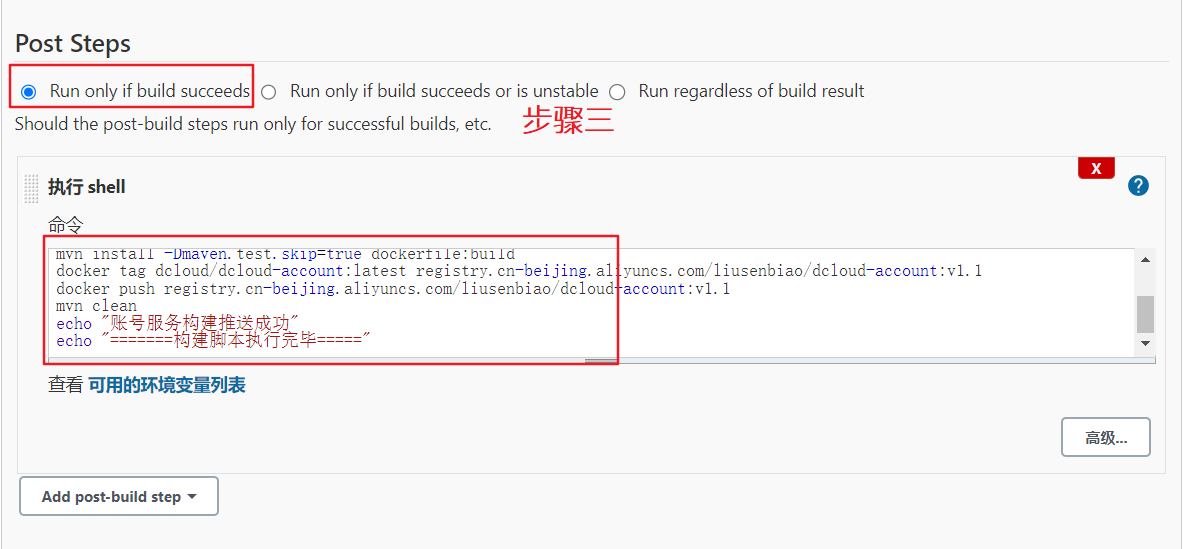 Post Steps
Run only if build succeeds Run only if build succeeds or is unstable Run regardless of build result
Should the post-build steps run only for successful builds, etc.
步骤三
X
执行 shell
?
命令
mvn install -Dmaven.test.skip=true dockerfile:build
docker tag dcloud/dcloud-account:latest registry.cn-beijing.aliyuncs.com/liusenbiao/dcloud-account:v1.1
docker push registry.cn-beijing.aliyuncs.com/liusenbiao/dcloud-account:v1.1
mvn clean
echo "账号服务构建推送成功"
echo "=======构建脚本执行完毕====="
查看 可用的环境变量列表
高级...
Add post-build step